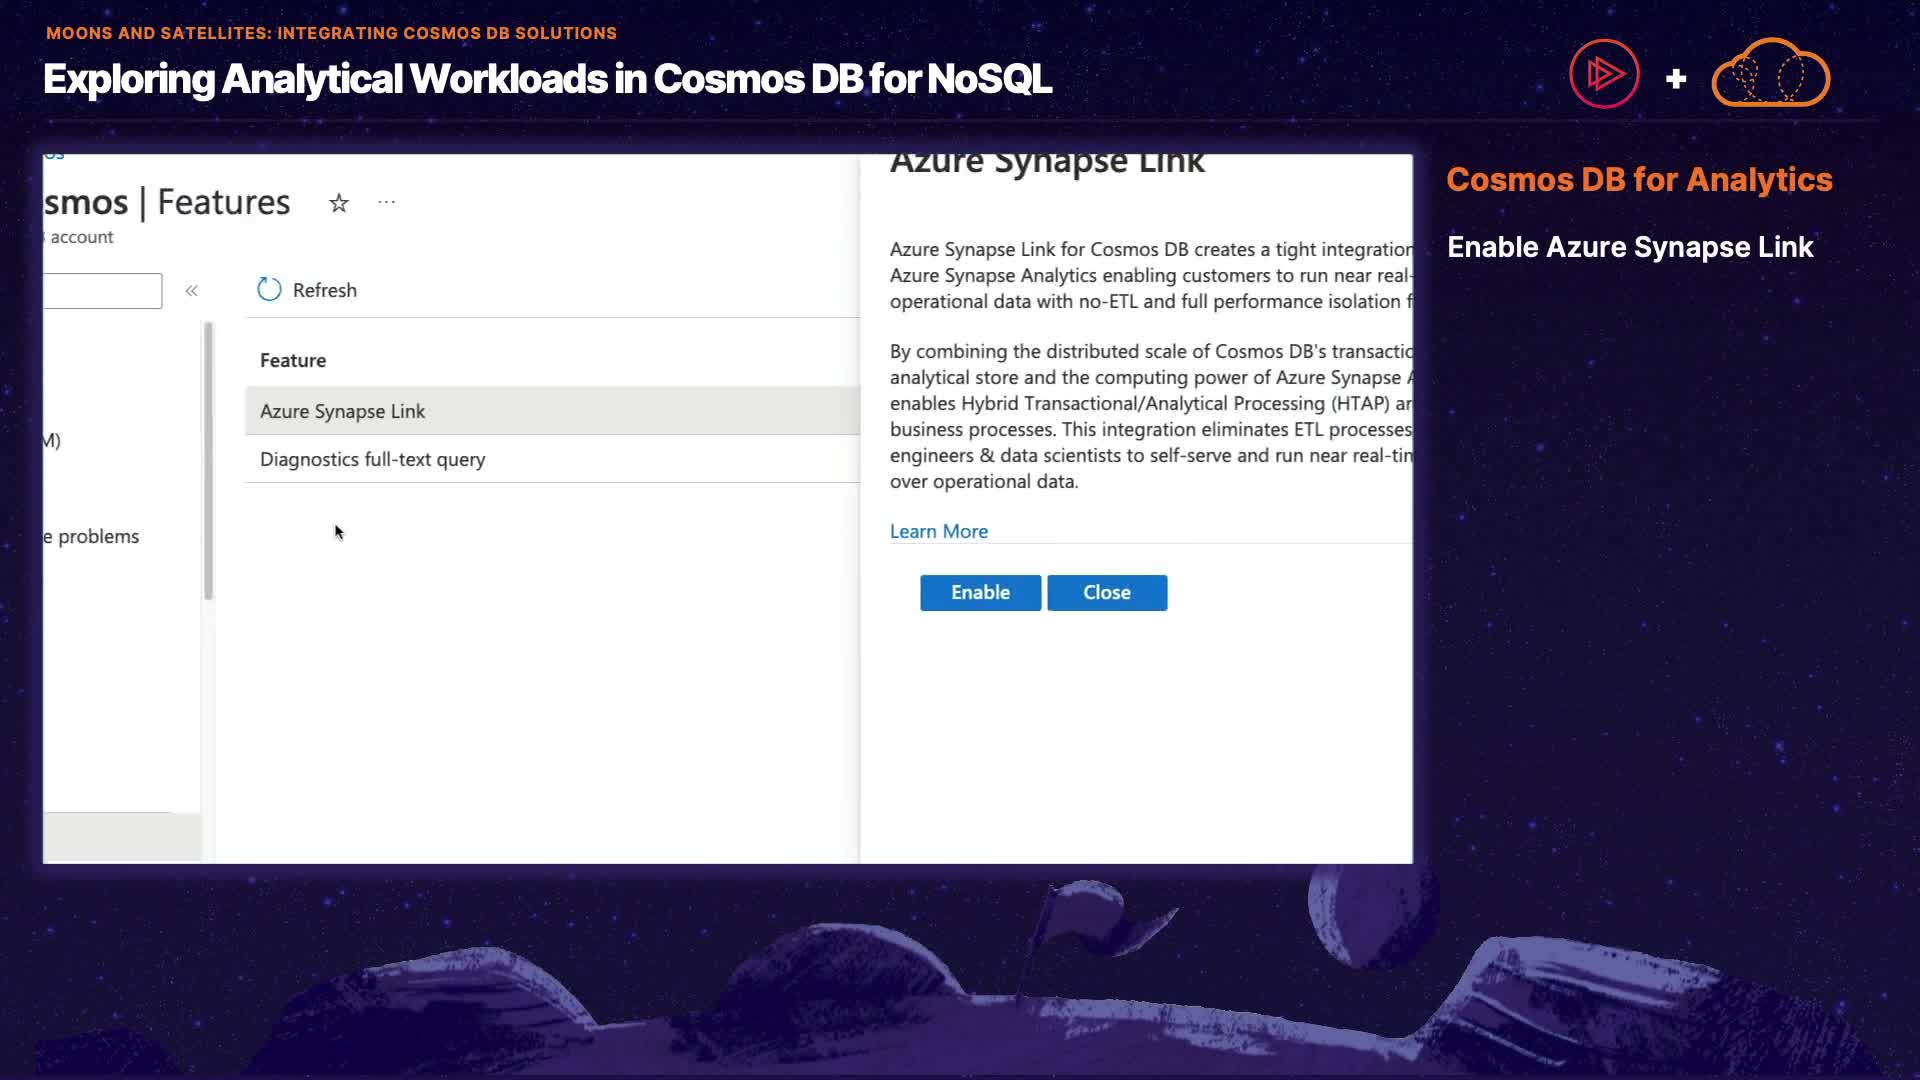 MOONS AND SATELLITES: INTEGRATING COSMOS DB SOLUTIONS
Exploring Analytical Workloads in Cosmos DB for NoSQL
smos | Features
account
Refresh
Feature
Azure Synapse Link
Diagnostics full-text query
M)
e problems
Azure Synapse Link
Azure Synapse Link for Cosmos DB creates a tight integration
Azure Synapse Analytics enabling customers to run near real-
operational data with no-ETL and full performance isolation f
By combining the distributed scale of Cosmos DB's transactio
analytical store and the computing power of Azure Synapse A
enables Hybrid Transactional/Analytical Processing (HTAP) ar
business processes. This integration eliminates ETL processes
engineers & data scientists to self-serve and run near real-tim
over operational data.
Learn More
Enable
Close
Cosmos DB for Analytics
Enable Azure Synapse Link